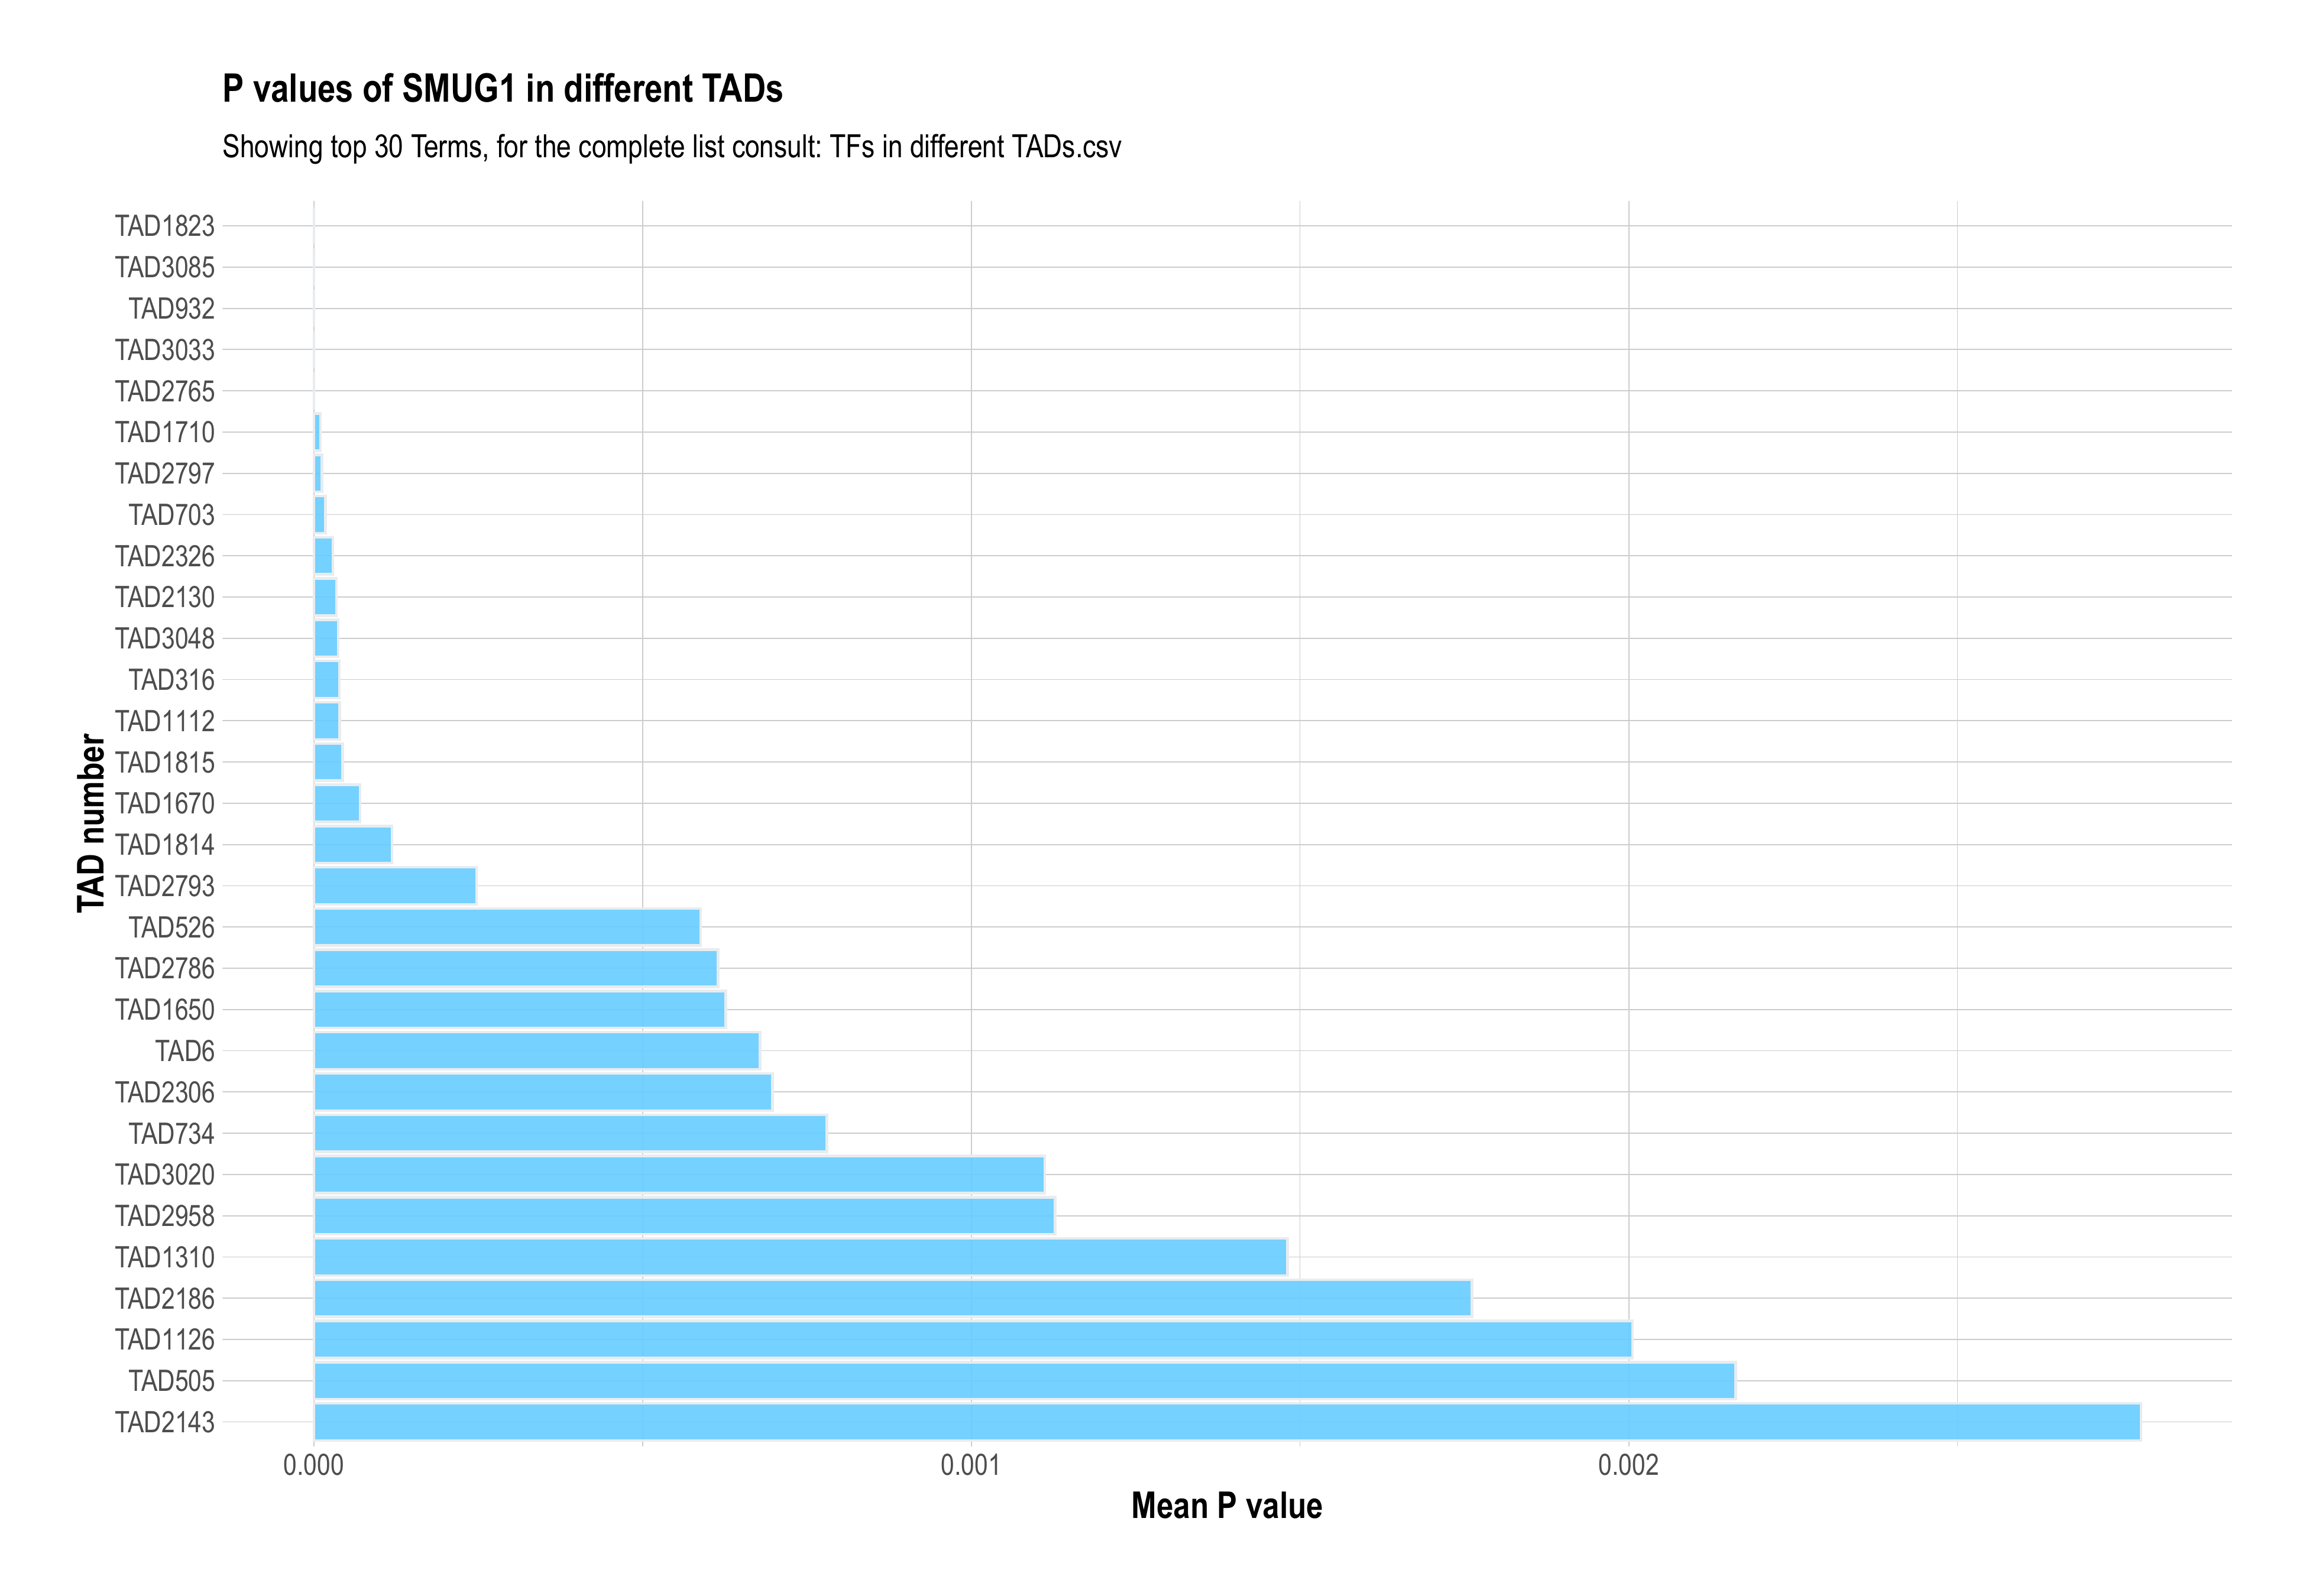 P values of SMUG1 in different TADs
Showing top 30 Terms, for the complete list consult: TFs in different TADs.csv
TAD number
TAD1823
TAD3085
TAD932
TAD3033
TAD2765
TAD1710
TAD2797
TAD703
TAD2326
TAD2130
TAD3048
TAD316
TAD1112
TAD1815
TAD1670
TAD1814
TAD2793
TAD526
TAD2786
TAD1650
TAD6
TAD2306
TAD734
TAD3020
TAD2958
TAD1310
TAD2186
TAD1126
TAD505
TAD2143
0.000 0.001 0.002
Mean P value